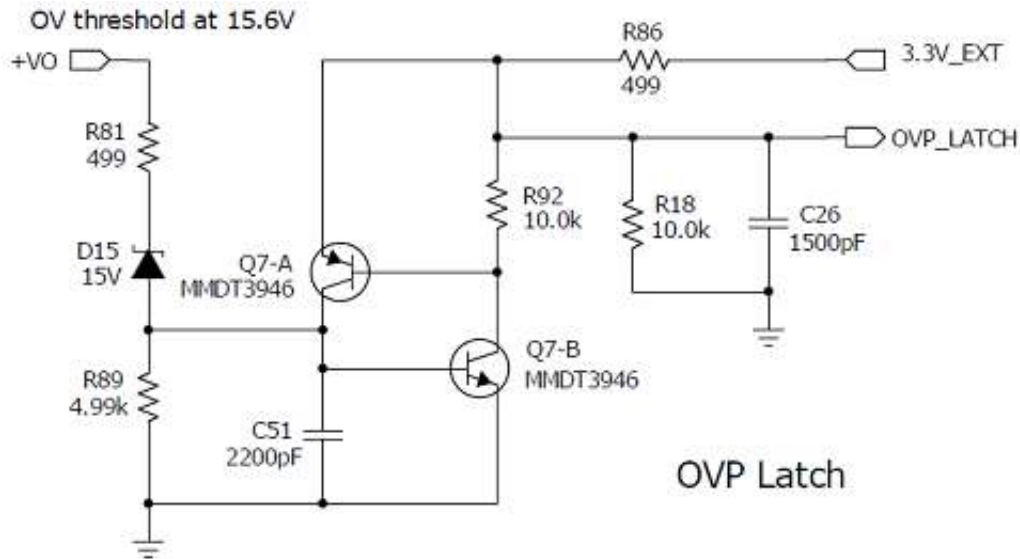 OV threshold at 15.6V
+VO
R86
499
3.3V_EXT
R81
499
OVP_LATCH
R92
10.0k
R18
10.0k
C26
1500pF
D15
15V
Q7-A
MMDT3946
Q7-B
MMDT3946
R89
4.99k
C51
2200pF
OVP Latch